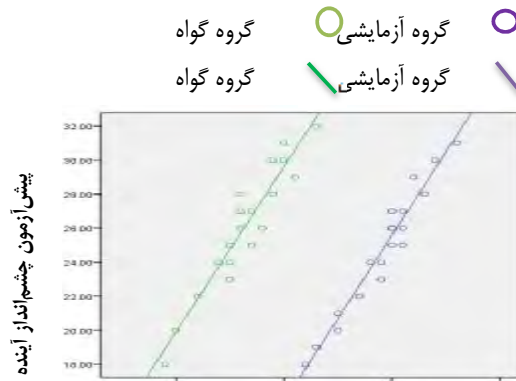 گروه آزمایشی گروه گواه
گروه آزمایشی گروه گواه
پیش‌آزمون چشم‌انداز آینده
32.00
30.00
28.00
26.00
24.00
22.00
20.00
18.00